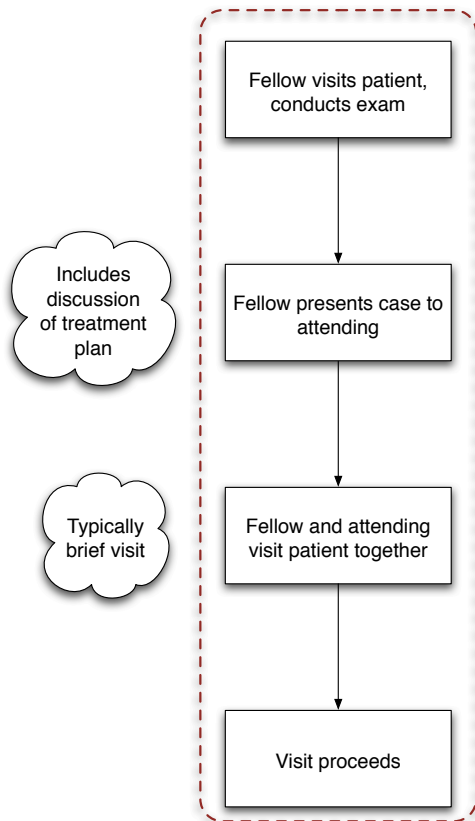 Fellow visits patient,
conducts exam
Includes
discussion
of treatment
plan
Fellow presents case to
attending
Typically
brief visit
Fellow and attending
visit patient together
Visit proceeds